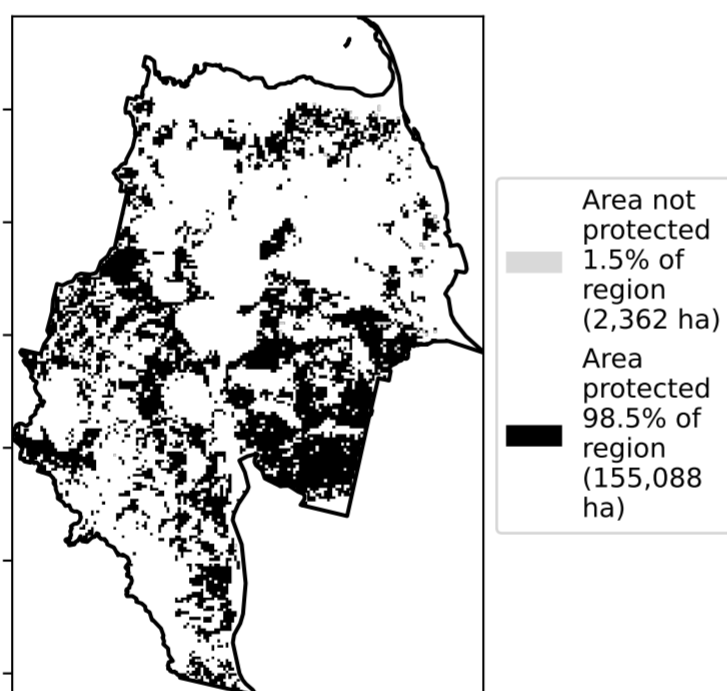 Area not
protected
1.5% of
region
(2,362 ha)
Area
protected
98.5% of
region
(155,088
ha)